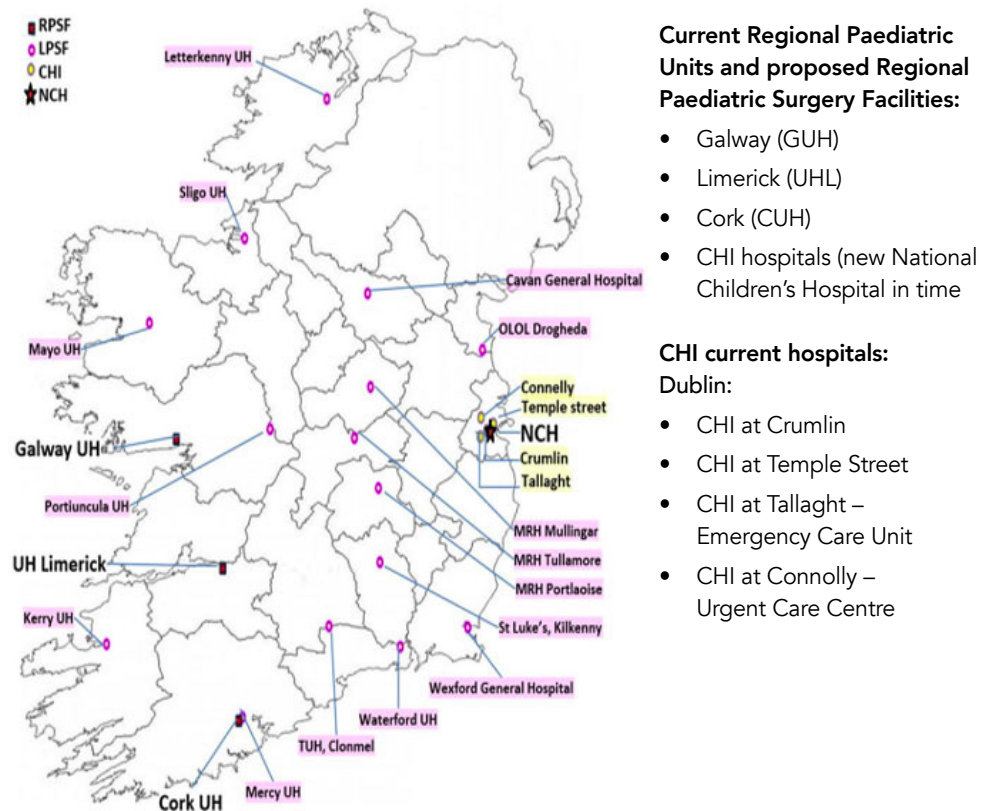 RPSF
LPSF
CHI
NCH
Letterkenny UH
Sligo UH
Cavan General Hospital
OLOL Drogheda
Mayo UH
Connelly
Temple street
NCH
Galway UH
Crumlin
Tallaght
Portiuncula UH
MRH Mullingar
UH Limerick
MRH Tullamore
MRH Portlaoise
Kerry UH
St Luke's, Kilkenny
Wexford General Hospital
Waterford UH
TUH, Clonmel
Mercy UH
Cork UH
Current Regional Paediatric
Units and proposed Regional
Paediatric Surgery Facilities:
• Galway (GUH)
• Limerick (UHL)
• Cork (CUH)
• CHI hospitals (new National
Children’s Hospital in time
CHI current hospitals:
Dublin:
• CHI at Crumlin
• CHI at Temple Street
• CHI at Tallaght –
Emergency Care Unit
• CHI at Connolly –
Urgent Care Centre